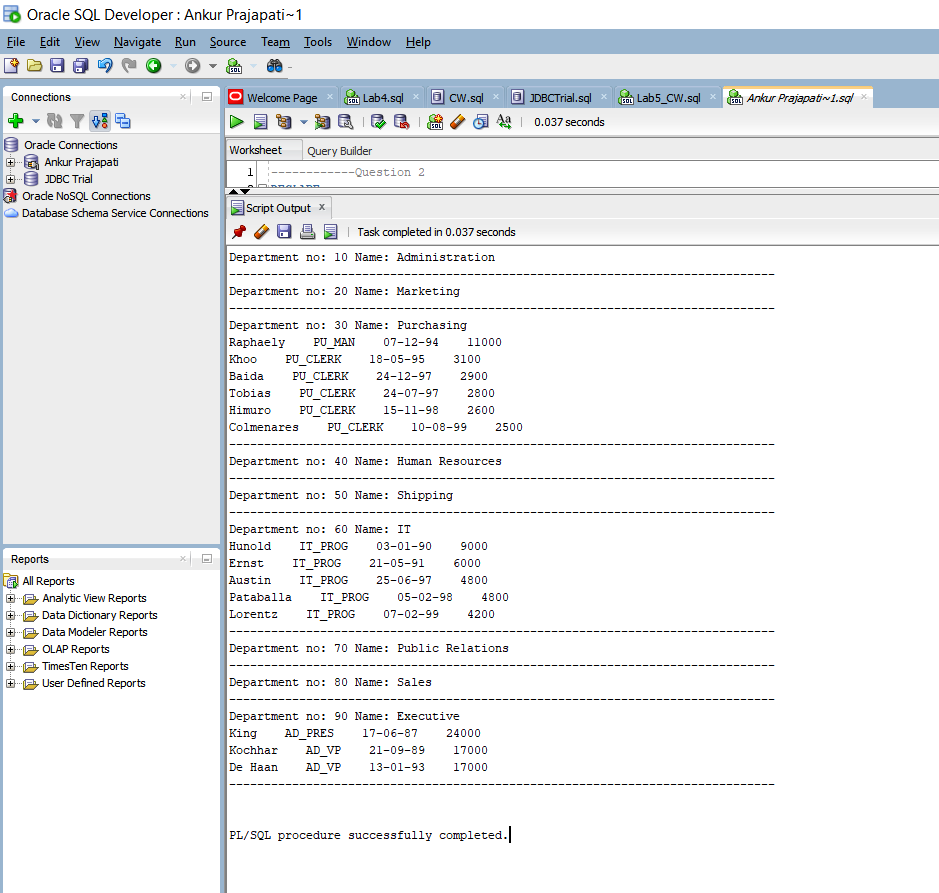 Oracle SQL Developer : Ankur Prajapati~1
File Edit View Navigate Run Source Team Tools Window Help
Connections
Oracle Connections
Ankur Prajapati
JDBC Trial
Oracle NoSQL Connections
Database Schema Service Connections
Reports
All Reports
Analytic View Reports
Data Dictionary Reports
Data Modeler Reports
OLAP Reports
TimesTen Reports
User Defined Reports
Welcome Page Lab4.sql CW.sql JDBCTrial.sql Lab5_CW.sql Ankur Prajapati~1.sql
0.037 seconds
Worksheet Query Builder
1 ------------Question 2
Script Output
Task completed in 0.037 seconds
Department no: 10 Name: Administration
------------------------------------------------------------------------------
Department no: 20 Name: Marketing
------------------------------------------------------------------------------
Department no: 30 Name: Purchasing
Raphaely    PU_MAN    07-12-94    11000
Khoo    PU_CLERK    18-05-95    3100
Baida    PU_CLERK    24-12-97    2900
Tobias    PU_CLERK    24-07-97    2800
Himuro    PU_CLERK    15-11-98    2600
Colmenares    PU_CLERK    10-08-99    2500
------------------------------------------------------------------------------
Department no: 40 Name: Human Resources
------------------------------------------------------------------------------
Department no: 50 Name: Shipping
------------------------------------------------------------------------------
Department no: 60 Name: IT
Hunold    IT_PROG    03-01-90    9000
Ernst    IT_PROG    21-05-91    6000
Austin    IT_PROG    25-06-97    4800
Pataballa    IT_PROG    05-02-98    4800
Lorentz    IT_PROG    07-02-99    4200
------------------------------------------------------------------------------
Department no: 70 Name: Public Relations
------------------------------------------------------------------------------
Department no: 80 Name: Sales
------------------------------------------------------------------------------
Department no: 90 Name: Executive
King    AD_PRES    17-06-87    24000
Kochhar    AD_VP    21-09-89    17000
De Haan    AD_VP    13-01-93    17000
------------------------------------------------------------------------------
PL/SQL procedure successfully completed.